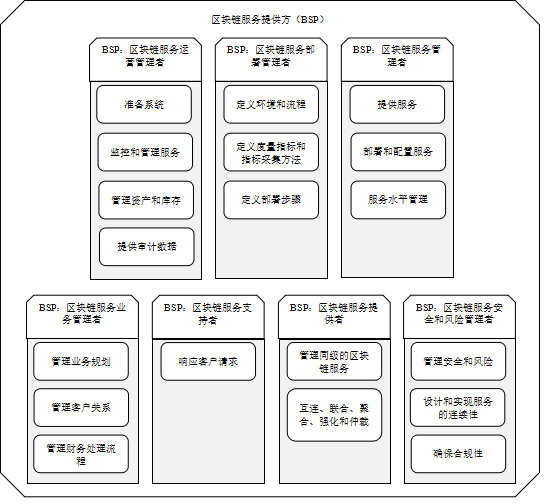 区块链服务提供方（BSP）
BSP：区块链服务运
营管理者
准备系统
监控和管理服务
管理资产和库存
提供审计数据
BSP：区块链服务部
署管理者
定义环境和流程
定义度量指标和
指标采集方法
定义部署步骤
BSP：区块链服务管
理者
提供服务
部署和配置服务
服务水平管理
BSP：区块链服务业
务管理者
管理业务规划
管理客户关系
管理财务处理流
程
BSP：区块链服务支
持者
响应客户请求
BSP：区块链服务提
供者
管理同级的区块
链服务
互连、联合、聚
合、强化和仲裁
BSP：区块链服务安
全和风险管理者
管理安全和风险
设计和实现服务
的连续性
确保合规性